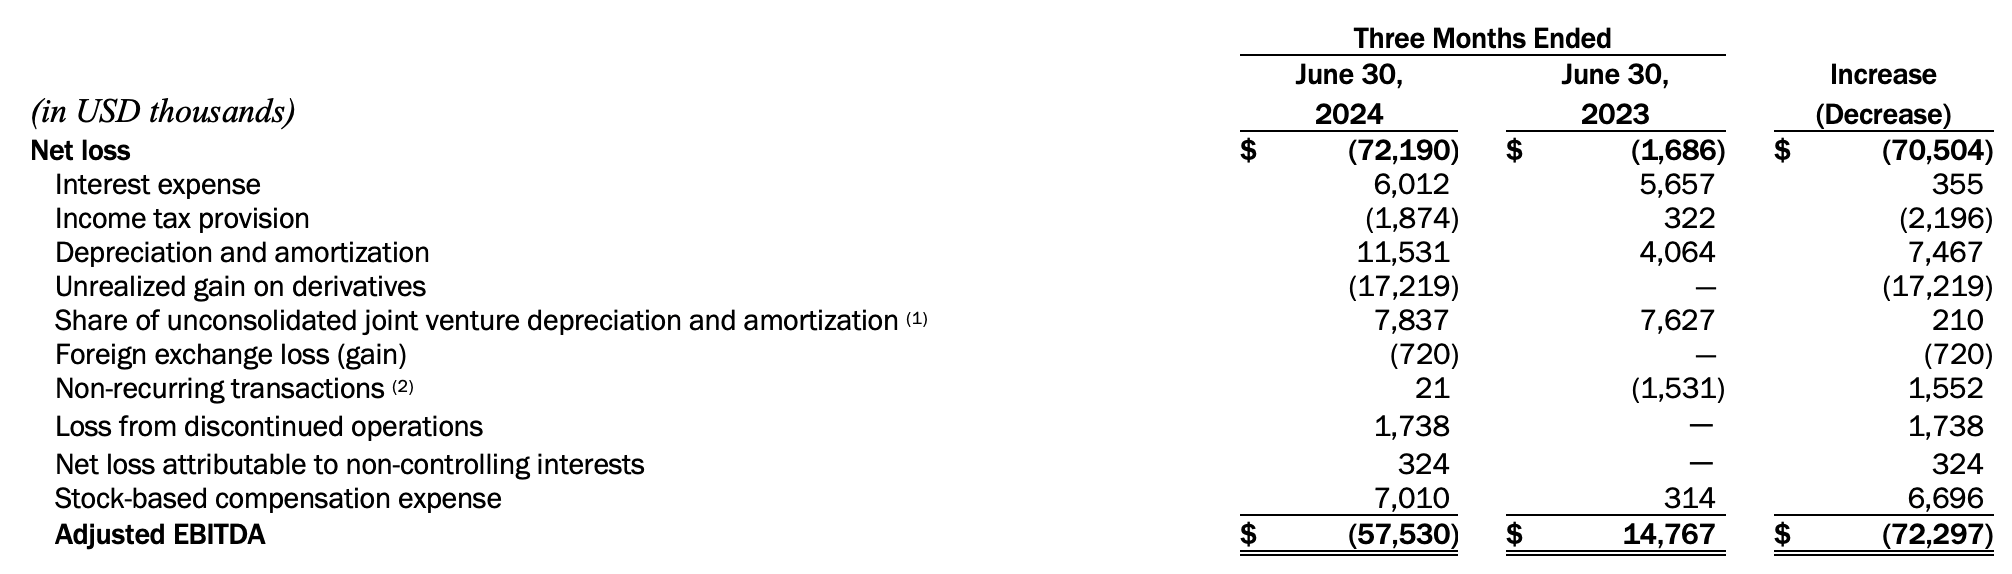 Three Months Ended
June 30, June 30, Increase
(in USD thousands) 2024 2023 (Decrease)
Net loss $ (72,190) $ (1,686) $ (70,504)
Interest expense 6,012 5,657 355
Income tax provision (1,874) 322 (2,196)
Depreciation and amortization 11,531 4,064 7,467
Unrealized gain on derivatives (17,219) — (17,219)
Share of unconsolidated joint venture depreciation and amortization (1) 7,837 7,627 210
Foreign exchange loss (gain) (720) — (720)
Non-recurring transactions (2) 21 (1,531) 1,552
Loss from discontinued operations 1,738 — 1,738
Net loss attributable to non-controlling interests 324 — 324
Stock-based compensation expense 7,010 314 6,696
Adjusted EBITDA $ (57,530) $ 14,767 $ (72,297)